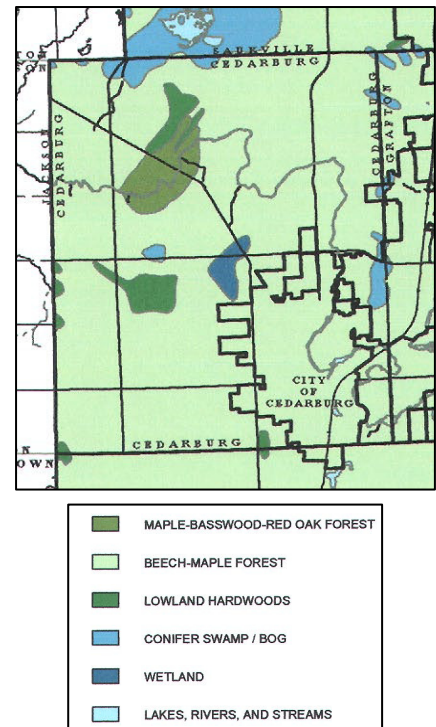 SAUKVILLE
CEDARBURG
JACKSON
CEDARBURG
CEDARBURG
GRAFTON
CITY
OF
CEDARBURG
CEDARBURG
N
OWN
MAPLE-BASSWOOD-RED OAK FOREST
BEECH-MAPLE FOREST
LOWLAND HARDWOODS
CONIFER SWAMP / BOG
WETLAND
LAKES, RIVERS, AND STREAMS